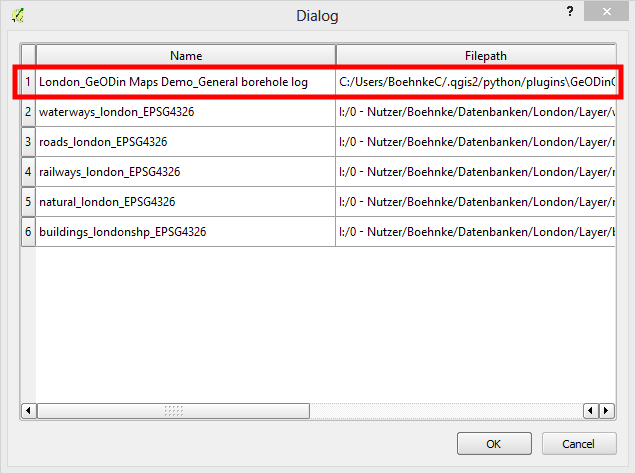 Dialog
?
Name Filepath
1 London_GeODin Maps Demo_General borehole log C:/Users/BoehnkeC/.qgis2/python/plugins\GeODin
2 waterways_london_EPSG4326 I:/0 - Nutzer/Boehnke/Datenbanken/London/Layer/
3 roads_london_EPSG4326 I:/0 - Nutzer/Boehnke/Datenbanken/London/Layer/
4 railways_london_EPSG4326 I:/0 - Nutzer/Boehnke/Datenbanken/London/Layer/
5 natural_london_EPSG4326 I:/0 - Nutzer/Boehnke/Datenbanken/London/Layer/
6 buildings_londonshp_EPSG4326 I:/0 - Nutzer/Boehnke/Datenbanken/London/Layer/
OK Cancel